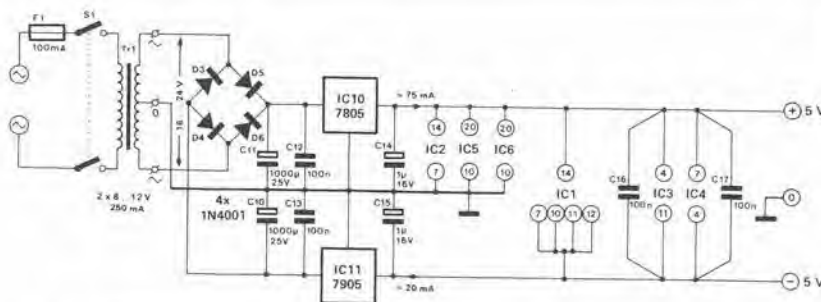 F1
100mA
S1
Tr1
0
16 ... 24 V
2 x 8 ... 12 V
250 mA
D3
D5
D4
D6
4x
1N4001
C11
1000µ
25V
C12
100n
C10
1000µ
25V
C13
100n
IC10
7805
IC11
7905
≈ 75 mA
≈ 20 mA
C14
1µ
16V
C15
1µ
16V
14
IC2
7
20
IC5
10
20
IC6
10
14
IC1
7
10
11
12
C16
100n
4
IC3
11
7
IC4
4
C17
100n
+ 5 V
0
− 5 V